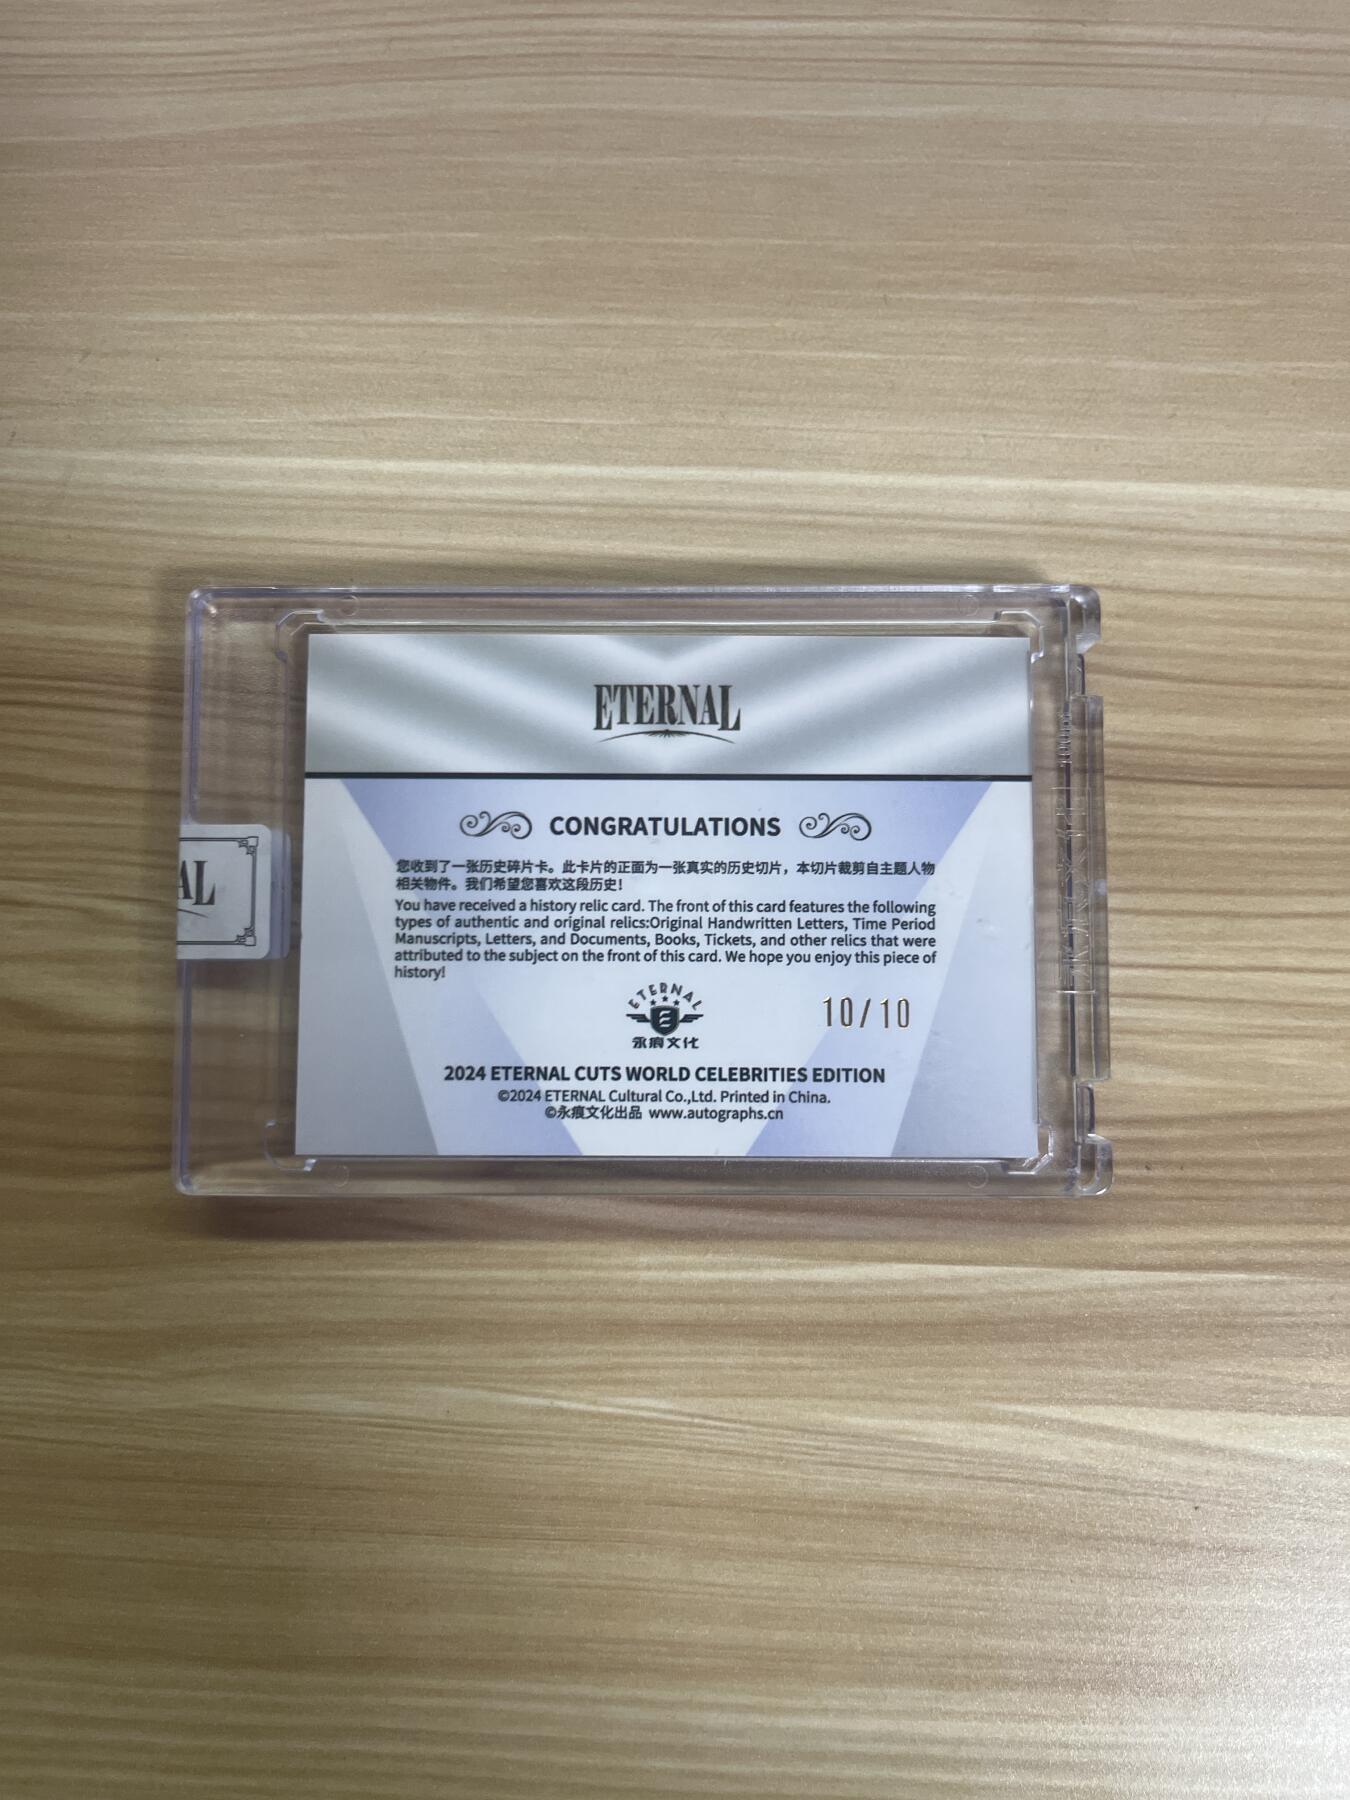 ETERNAL
CONGRATULATIONS
您收到了一张历史碎片卡。此卡片的正面为一张真实的历史切片，本切片裁剪自主题人物
相关物件。我们希望您喜欢这段历史！
You have received a history relic card. The front of this card features the following
types of authentic and original relics:Original Handwritten Letters, Time Period
Manuscripts, Letters, and Documents, Books, Tickets, and other relics that were
attributed to the subject on the front of this card. We hope you enjoy this piece of
history!
ETERNAL
永痕文化
10/10
2024 ETERNAL CUTS WORLD CELEBRITIES EDITION
©2024 ETERNAL Cultural Co.,Ltd. Printed in China.
©永痕文化出品 www.autographs.cn
AL